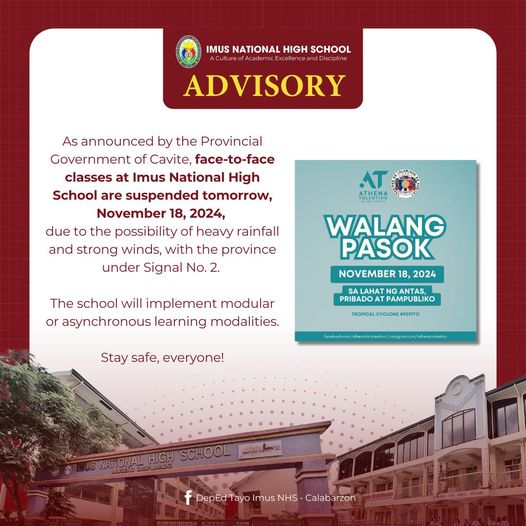 IMUS NATIONAL HIGH SCHOOL
A Culture of Academic Excellence and Discipline
ADVISORY
As announced by the Provincial
Government of Cavite, face-to-face
classes at Imus National High
School are suspended tomorrow,
November 18, 2024,
due to the possibility of heavy rainfall
and strong winds, with the province
under Signal No. 2.
The school will implement modular
or asynchronous learning modalities.
Stay safe, everyone!
AT
ATHENA
TOLENTINO
WALANG
PASOK
NOVEMBER 18, 2024
SA LAHAT NG ANTAS,
PRIBADO AT PAMPUBLIKO
TROPICAL CYCLONE #PEPITO
IMUS NATIONAL HIGH SCHOOL
DepEd Tayo Imus NHS - Calabarzon